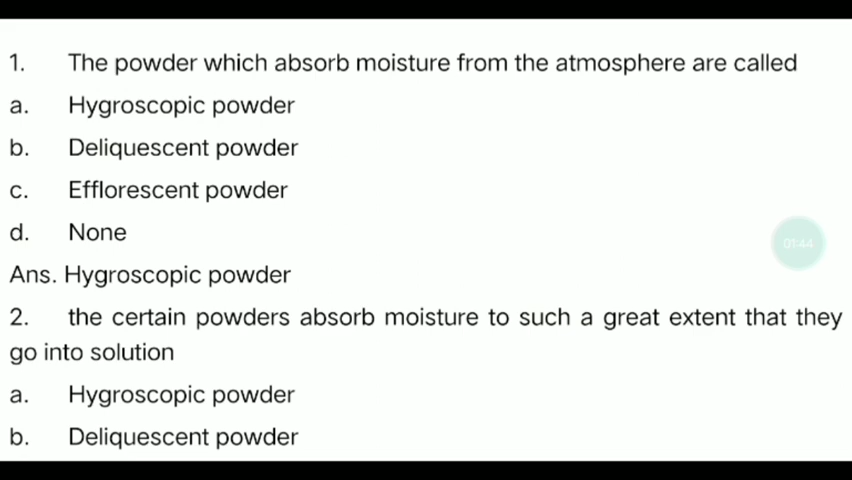 1. The powder which absorb moisture from the atmosphere are called
a. Hygroscopic powder
b. Deliquescent powder
c. Efflorescent powder
d. None
01:44
Ans. Hygroscopic powder
2. the certain powders absorb moisture to such a great extent that they
go into solution
a. Hygroscopic powder
b. Deliquescent powder